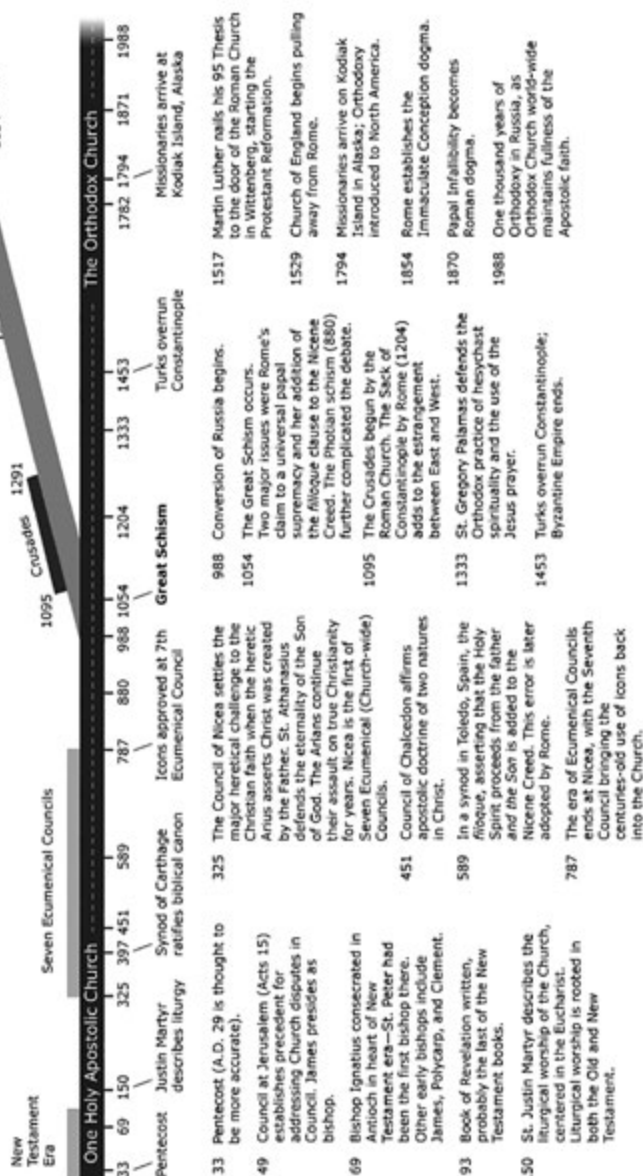 New
Testament
Era
Seven Ecumenical Councils
1095 Crusades 1291
One Holy Apostolic Church
The Orthodox Church
33 69 150 325 397 451 589 787 880 988 1054 1204 1333 1453 1782 1794 1871 1988
Pentecost
Justin Martyr
describes liturgy
Synod of Carthage
ratifies biblical canon
Icons approved at 7th
Ecumenical Council
Great Schism
Turks overrun
Constantinople
Missionaries arrive at
Kodiak Island, Alaska
33 Pentecost (A.D. 29 is thought to
be more accurate).
49 Council at Jerusalem (Acts 15)
establishes precedent for
addressing Church disputes in
Council. James presides as
bishop.
69 Bishop Ignatius consecrated in
Antioch in heart of New
Testament era—St. Peter had
been the first bishop there.
Other early bishops include
James, Polycarp, and Clement.
93 Book of Revelation written,
probably the last of the New
Testament books.
50 St. Justin Martyr describes the
liturgical worship of the Church,
centered in the Eucharist.
Liturgical worship is rooted in
both the Old and New
Testament.
325 The Council of Nicea settles the
major heretical challenge to the
Christian faith when the heretic
Arius asserts Christ was created
by the Father. St. Athanasius
defends the eternality of the Son
of God. The Arians continue
their assault on true Christianity
for years. Nicea is the first of
Seven Ecumenical (Church-wide)
Councils.
451 Council of Chalcedon affirms
apostolic doctrine of two natures
in Christ.
589 In a synod in Toledo, Spain, the
filioque, asserting that the Holy
Spirit proceeds from the father
and the Son is added to the
Nicene Creed. This error is later
adopted by Rome.
787 The era of Ecumenical Councils
ends at Nicea, with the Seventh
Council bringing the
centuries-old use of icons back
into the Church.
988 Conversion of Russia begins.
1054 The Great Schism occurs.
Two major issues were Rome's
claim to a universal papal
supremacy and her addition of
the filioque clause to the Nicene
Creed. The Photian schism (880)
further complicated the debate.
1095 The Crusades begun by the
Roman Church. The Sack of
Constantinople by Rome (1204)
adds to the estrangement
between East and West.
1333 St. Gregory Palamas defends the
Orthodox practice of hesychast
spirituality and the use of the
Jesus prayer.
1453 Turks overrun Constantinople;
Byzantine Empire ends.
1517 Martin Luther nails his 95 Thesis
to the door of the Roman Church
in Wittenberg, starting the
Protestant Reformation.
1529 Church of England begins pulling
away from Rome.
1794 Missionaries arrive on Kodiak
Island in Alaska; Orthodoxy
introduced to North America.
1854 Rome establishes the
Immaculate Conception dogma.
1870 Papal Infallibility becomes
Roman dogma.
1988 One thousand years of
Orthodoxy in Russia, as
Orthodox Church world-wide
maintains fullness of the
Apostolic faith.